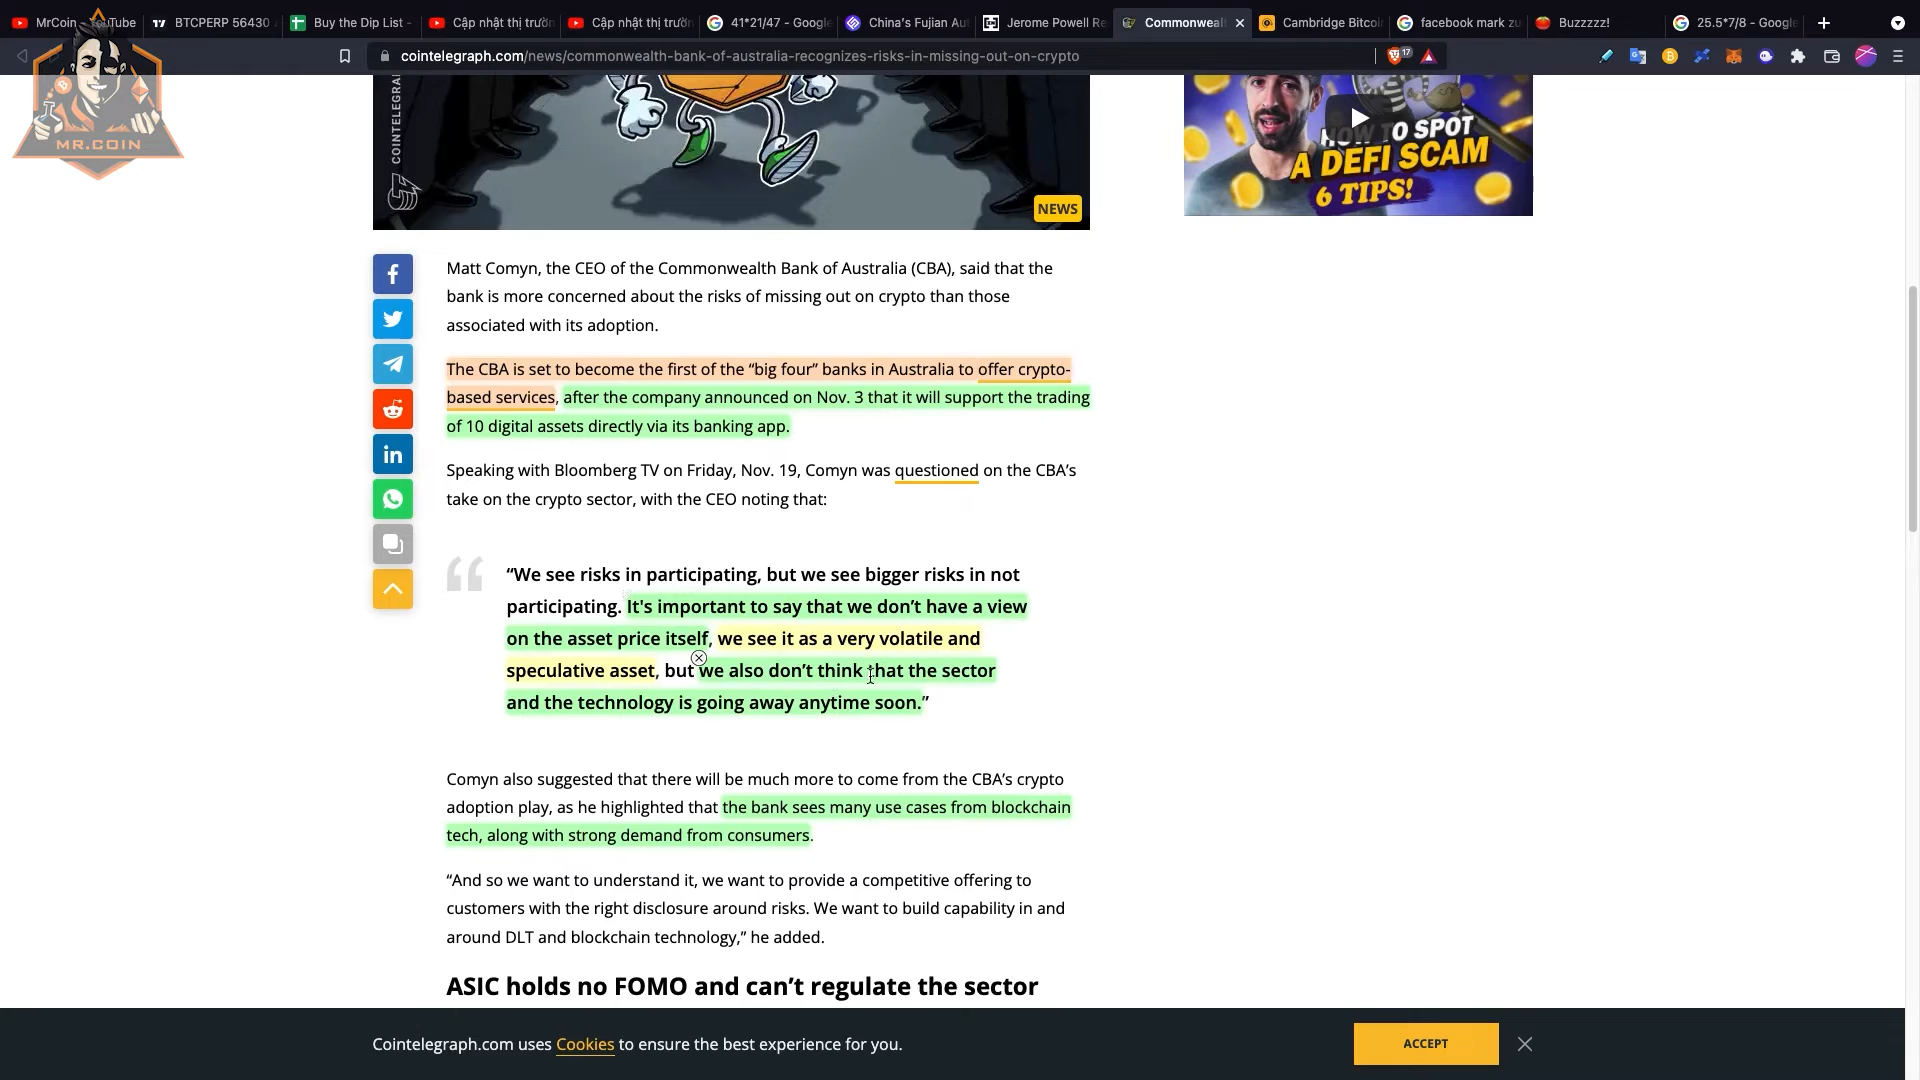 MrCoin - YouTube
BTCPERP 56430
Buy the Dip List -
Cập nhật thị trườn
Cập nhật thị trườn
41*21/47 - Google
China's Fujian Aut
Jerome Powell Re
Commonwealt
Cambridge Bitcoin
facebook mark zu
Buzzzzz!
25.5*7/8 - Google
cointelegraph.com/news/commonwealth-bank-of-australia-recognizes-risks-in-missing-out-on-crypto
17
MR.COIN
COINTELEGRA
NEWS
HOW TO SPOT
A DEFI SCAM
6 TIPS!
Matt Comyn, the CEO of the Commonwealth Bank of Australia (CBA), said that the
bank is more concerned about the risks of missing out on crypto than those
associated with its adoption.
The CBA is set to become the first of the “big four” banks in Australia to offer crypto-
based services, after the company announced on Nov. 3 that it will support the trading
of 10 digital assets directly via its banking app.
Speaking with Bloomberg TV on Friday, Nov. 19, Comyn was questioned on the CBA’s
take on the crypto sector, with the CEO noting that:
“We see risks in participating, but we see bigger risks in not
participating. It's important to say that we don’t have a view
on the asset price itself, we see it as a very volatile and
speculative asset, but we also don’t think that the sector
and the technology is going away anytime soon.”
Comyn also suggested that there will be much more to come from the CBA’s crypto
adoption play, as he highlighted that the bank sees many use cases from blockchain
tech, along with strong demand from consumers.
“And so we want to understand it, we want to provide a competitive offering to
customers with the right disclosure around risks. We want to build capability in and
around DLT and blockchain technology,” he added.
ASIC holds no FOMO and can’t regulate the sector
Cointelegraph.com uses Cookies to ensure the best experience for you.
ACCEPT